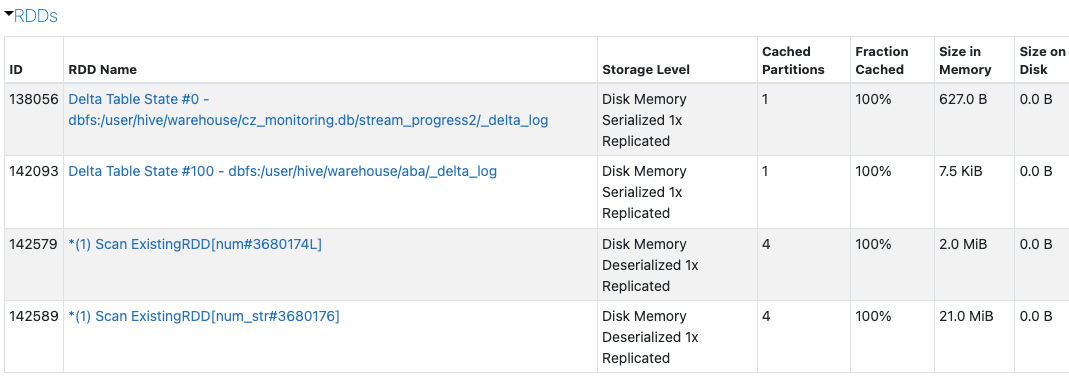 RDDs
ID RDD Name Storage Level Cached Partitions Fraction Cached Size in Memory Size on Disk
138056 Delta Table State #0 - Disk Memory 1 100% 627.0 B 0.0 B
dbfs:/user/hive/warehouse/cz_monitoring.db/stream_progress2/_delta_log Serialized 1x
Replicated
142093 Delta Table State #100 - dbfs:/user/hive/warehouse/aba/_delta_log Disk Memory 1 100% 7.5 KiB 0.0 B
Serialized 1x
Replicated
142579 *(1) Scan ExistingRDD[num#3680174L] Disk Memory 4 100% 2.0 MiB 0.0 B
Deserialized 1x
Replicated
142589 *(1) Scan ExistingRDD[num_str#3680176] Disk Memory 4 100% 21.0 MiB 0.0 B
Deserialized 1x
Replicated